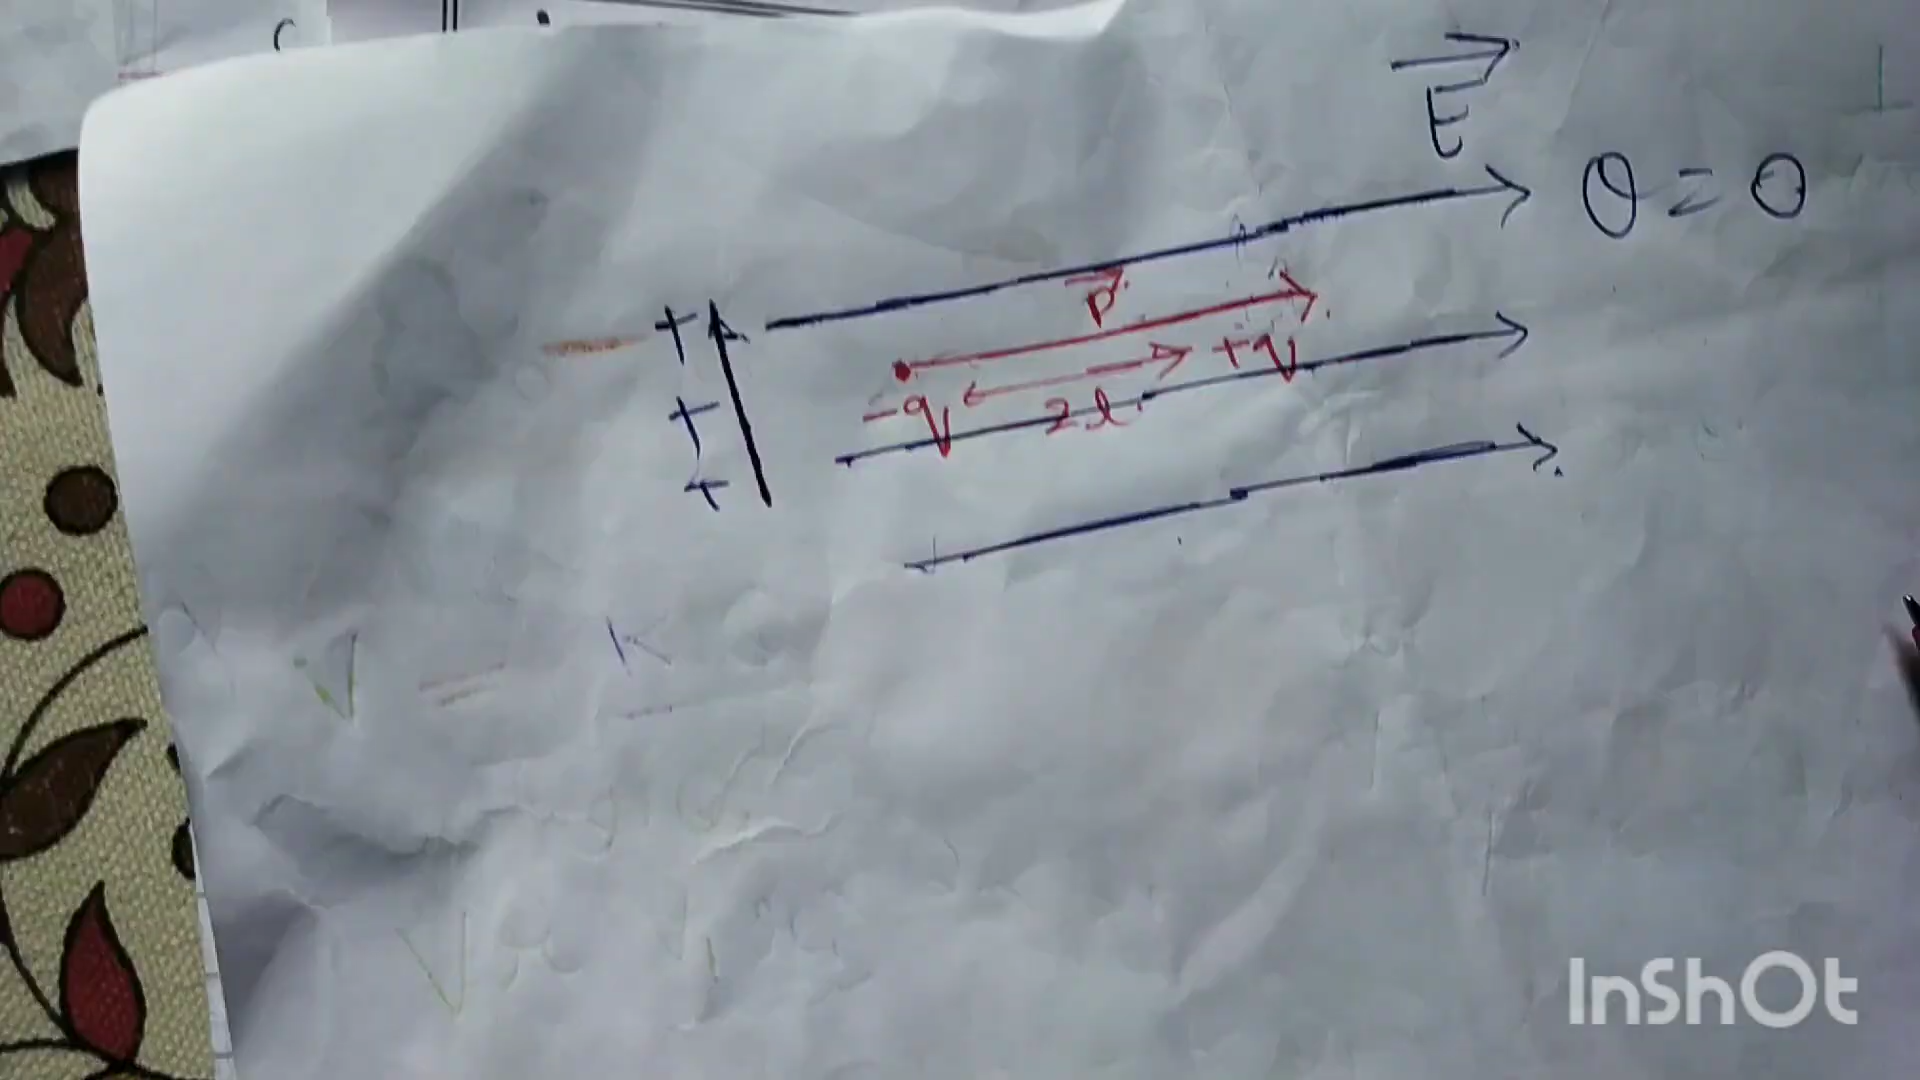 E
θ = 0
+
p
+q
-q
2l
+
+
V = K
InShOt